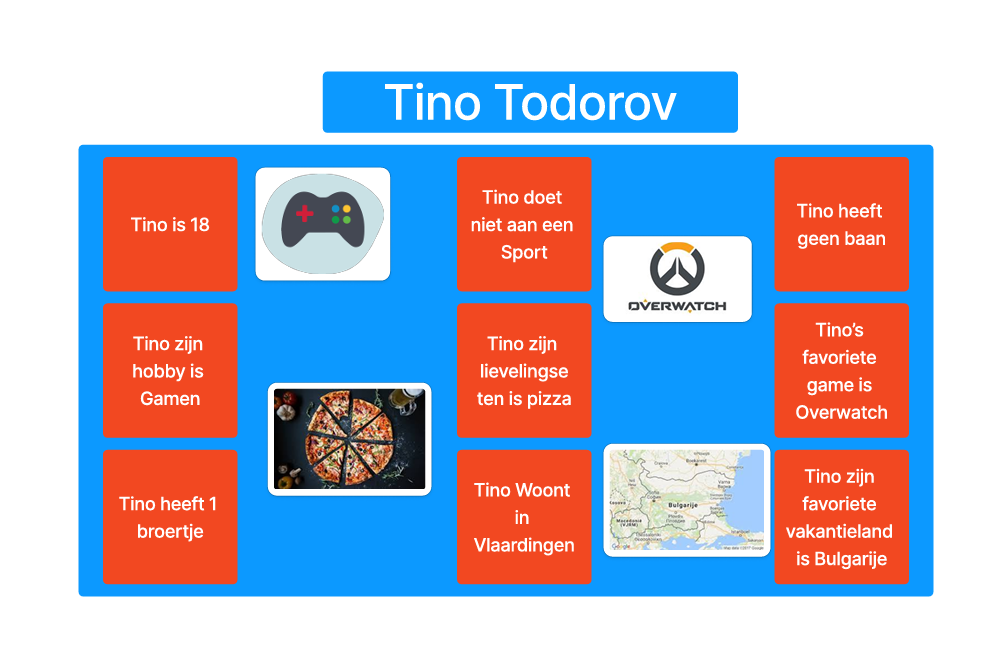 Tino Todorov
Tino is 18
Tino doet
niet aan een
Sport
Tino heeft
geen baan
OVERWATCH
Tino zijn
hobby is
Gamen
Tino zijn
lievelingse
ten is pizza
Tino's
favoriete
game is
Overwatch
Tino heeft 1
broertje
Tino Woont
in
Vlaardingen
Bulgarije
Tino zijn
favoriete
vakantieland
is Bulgarije